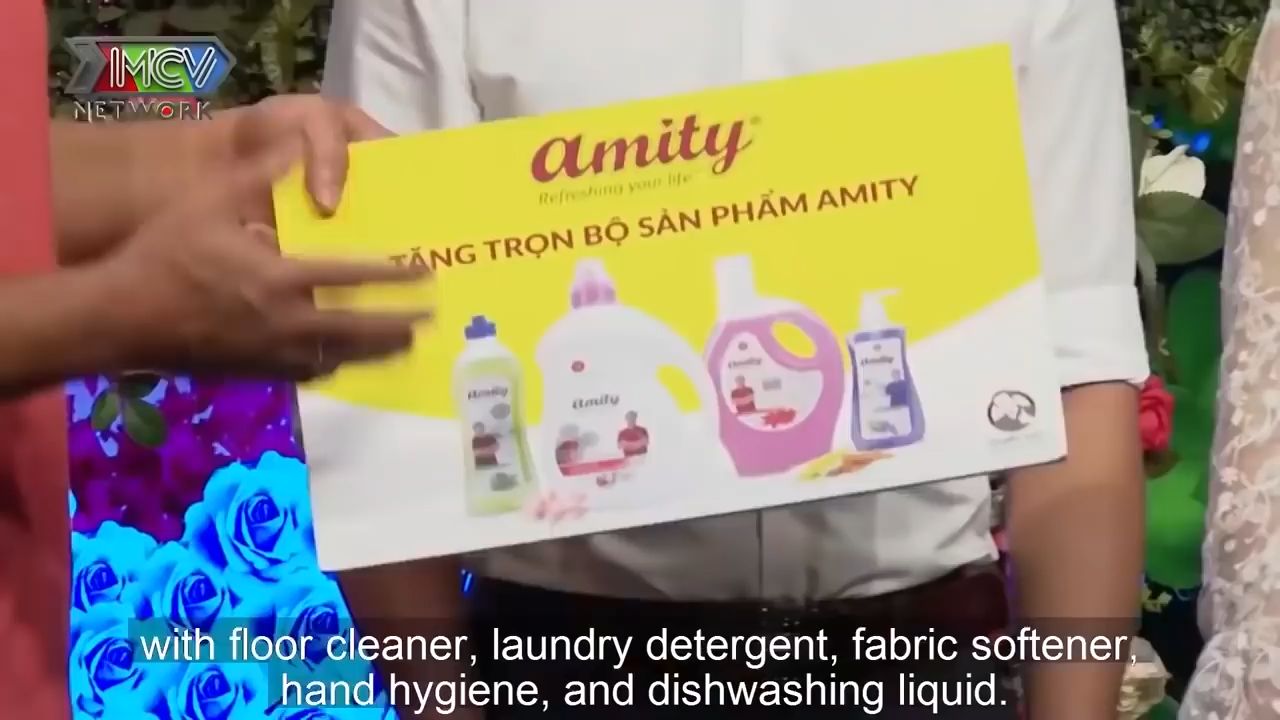 MCV
NETWORK
amity
Refreshing your life
TẶNG TRỌN BỘ SẢN PHẨM AMITY
amity
amity
amity
amity
with floor cleaner, laundry detergent, fabric softener,
hand hygiene, and dishwashing liquid.